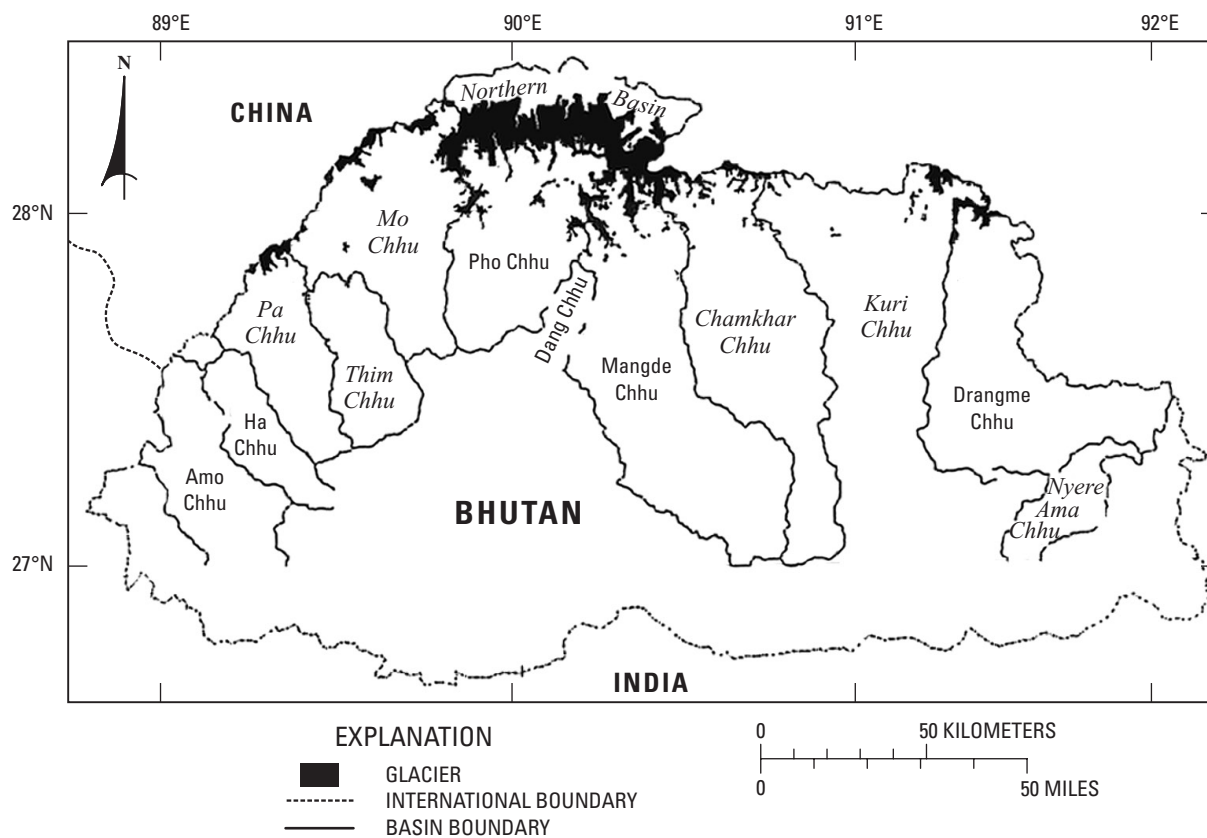 89°E
90°E
91°E
92°E
N
CHINA
Northern
Basin
28°N
Mo
Chhu
Pho Chhu
Dang Chhu
Pa
Chhu
Thim
Chhu
Chamkhar
Chhu
Kuri
Chhu
Mangde
Chhu
Drangme
Chhu
Ha
Chhu
Amo
Chhu
Nyere
Ama
Chhu
BHUTAN
27°N
INDIA
EXPLANATION
GLACIER
INTERNATIONAL BOUNDARY
BASIN BOUNDARY
0
50 KILOMETERS
0
50 MILES